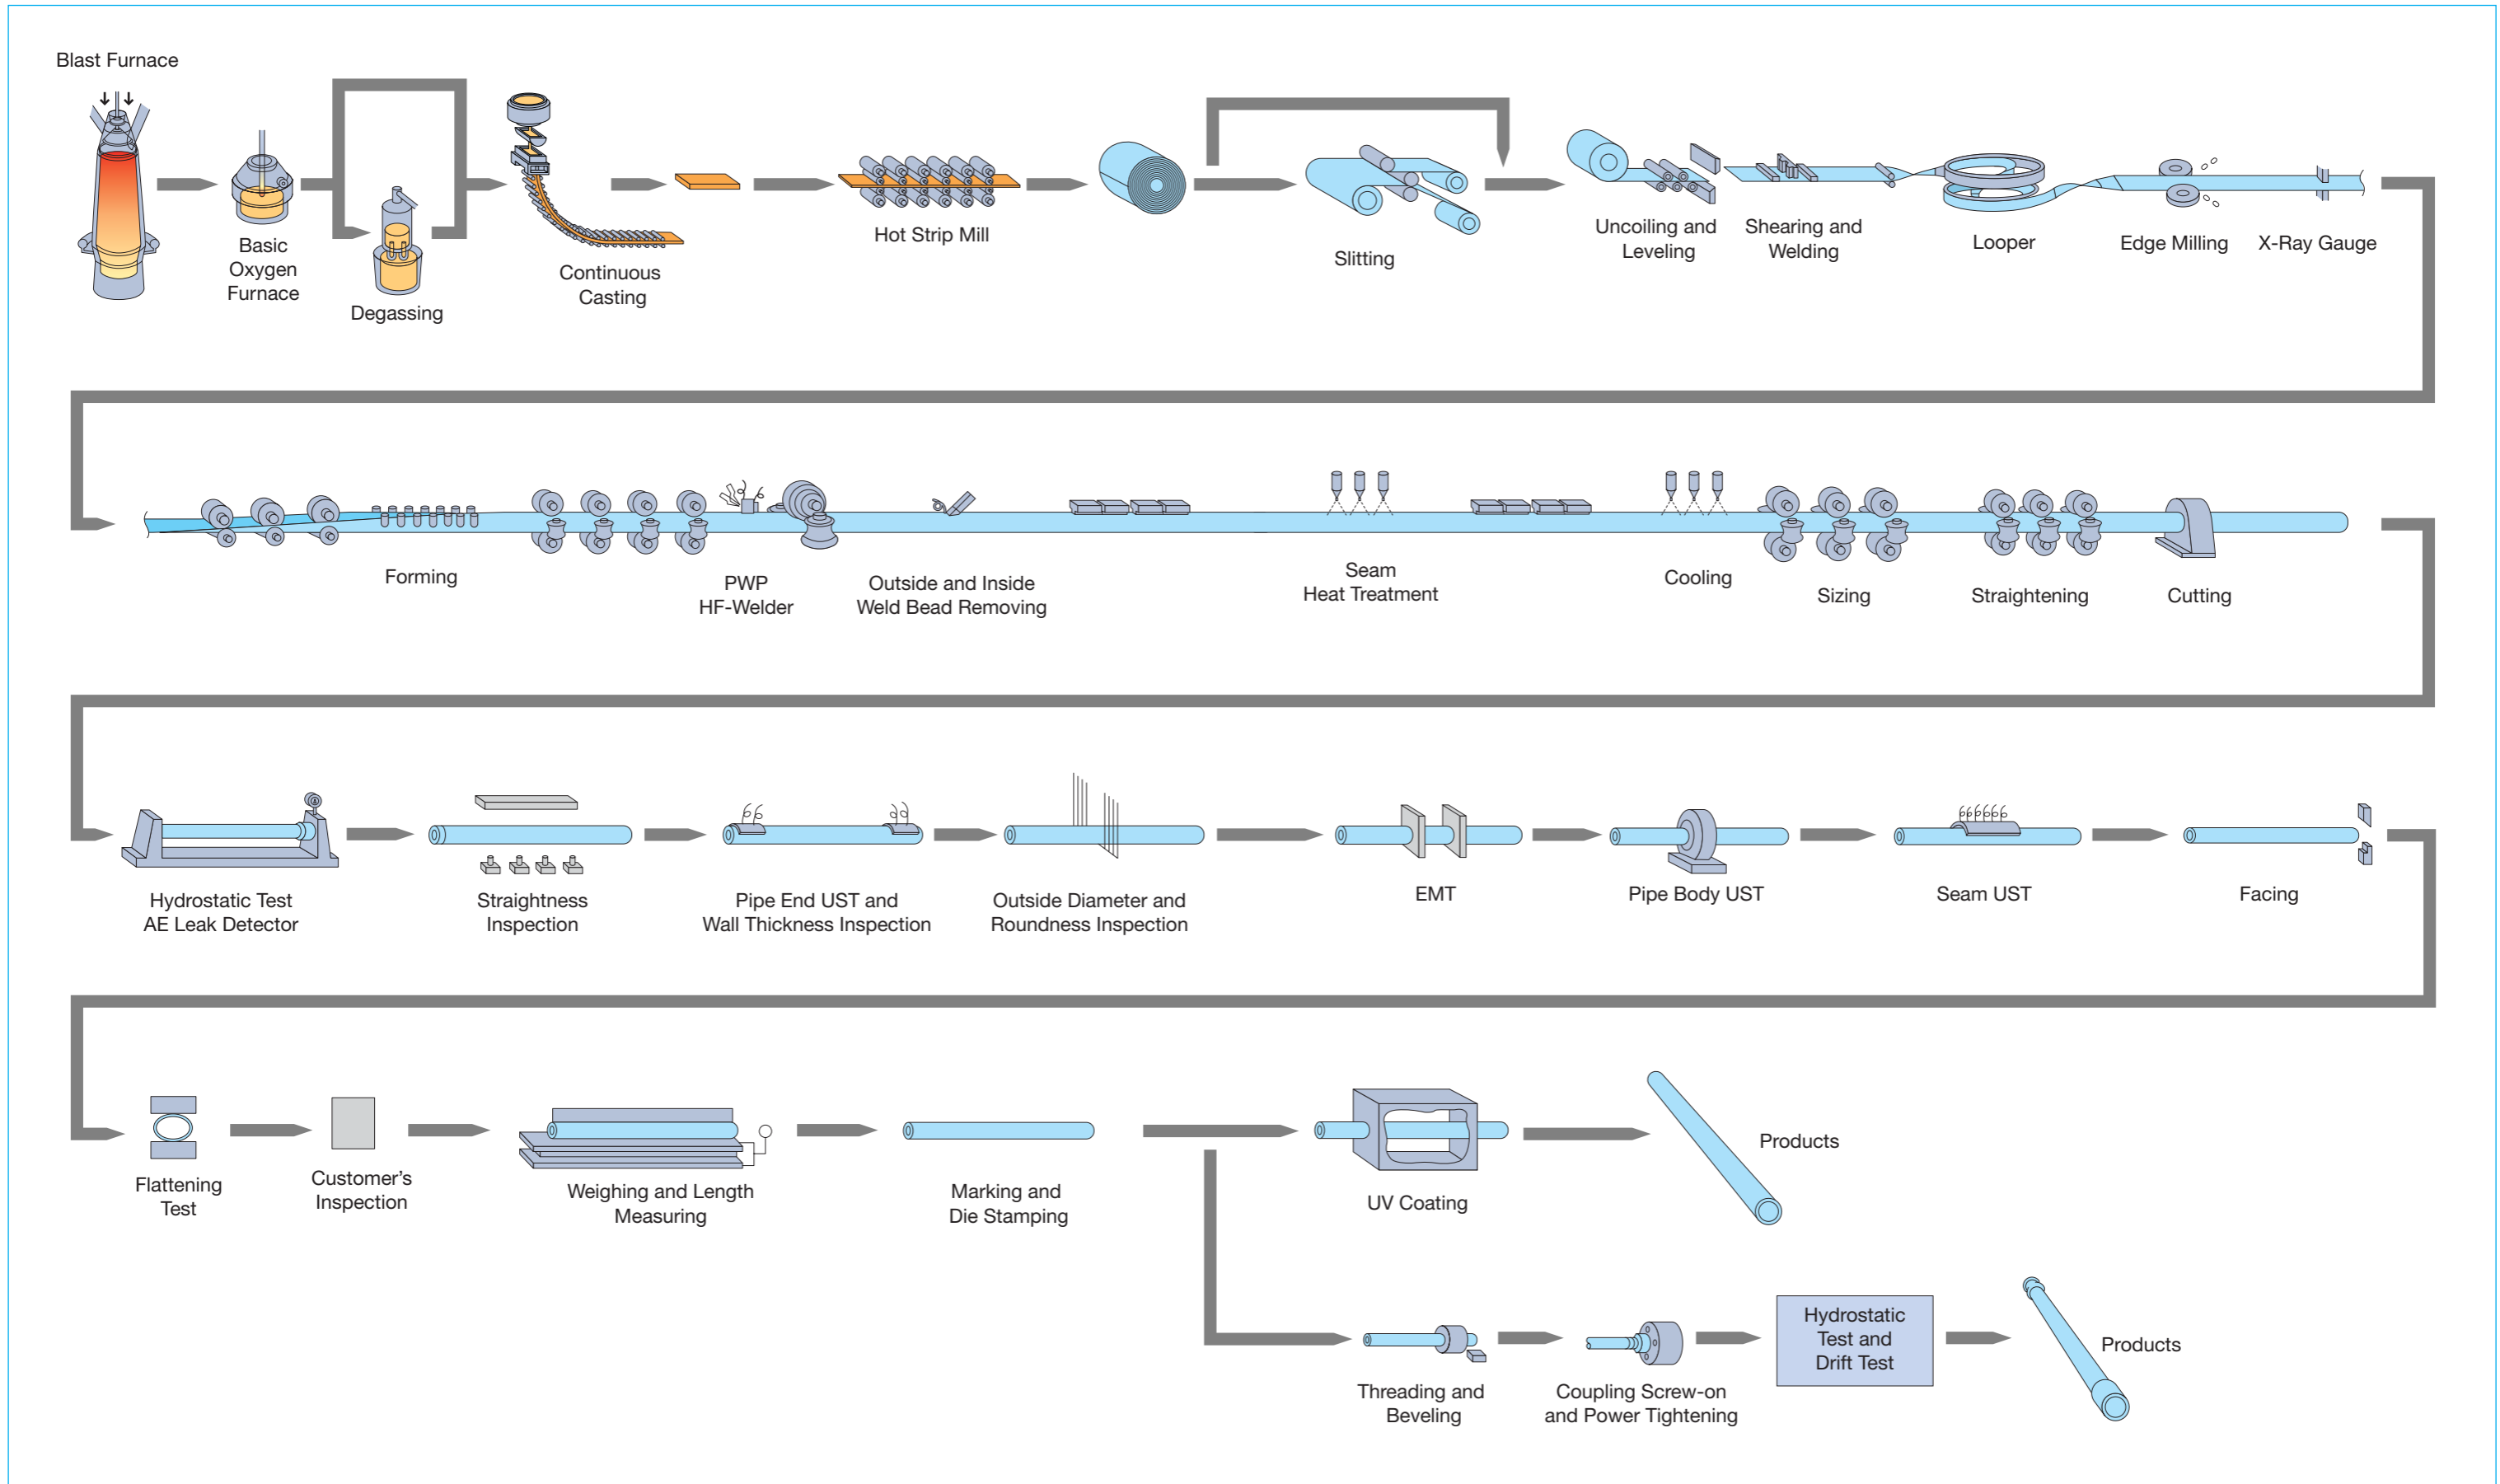 Blast Furnace
Basic
Oxygen
Furnace
Degassing
Continuous
Casting
Hot Strip Mill
Slitting
Uncoiling and
Leveling
Shearing and
Welding
Looper
Edge Milling
X-Ray Gauge
Forming
PWP
HF-Welder
Outside and Inside
Weld Bead Removing
Seam
Heat Treatment
Cooling
Sizing
Straightening
Cutting
Hydrostatic Test
AE Leak Detector
Straightness
Inspection
Pipe End UST and
Wall Thickness Inspection
Outside Diameter and
Roundness Inspection
EMT
Pipe Body UST
Seam UST
Facing
Flattening
Test
Customer’s
Inspection
Weighing and Length
Measuring
Marking and
Die Stamping
UV Coating
Products
Threading and
Beveling
Coupling Screw-on
and Power Tightening
Hydrostatic
Test and
Drift Test
Products